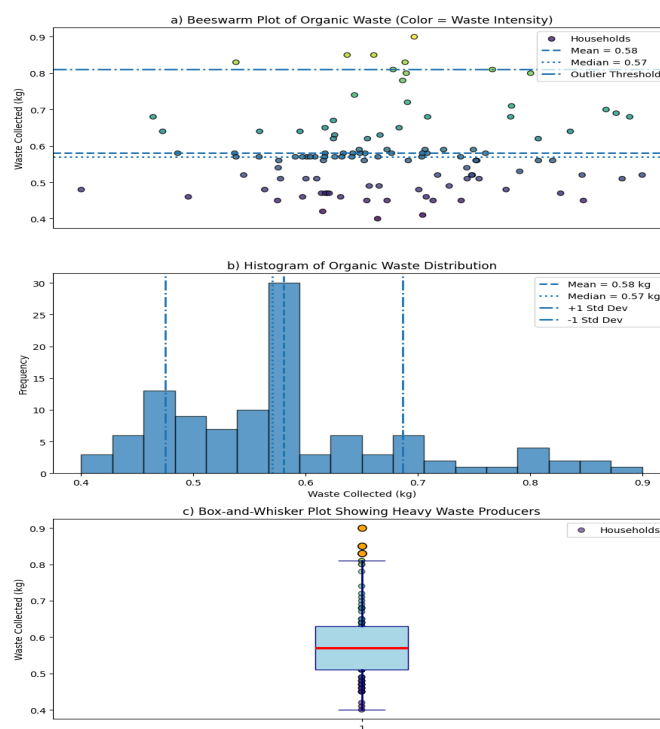 a) Beeswarm Plot of Organic Waste (Color = Waste Intensity)
Waste Collected (kg)
0.9
0.8
0.7
0.6
0.5
0.4
Households
Mean = 0.58
Median = 0.57
Outlier Threshold
b) Histogram of Organic Waste Distribution
Frequency
30
25
20
15
10
5
0
Mean = 0.58 kg
Median = 0.57 kg
+1 Std Dev
-1 Std Dev
0.4 0.5 0.6 0.7 0.8 0.9
Waste Collected (kg)
c) Box-and-Whisker Plot Showing Heavy Waste Producers
Waste Collected (kg)
0.9
0.8
0.7
0.6
0.5
0.4
Households
1